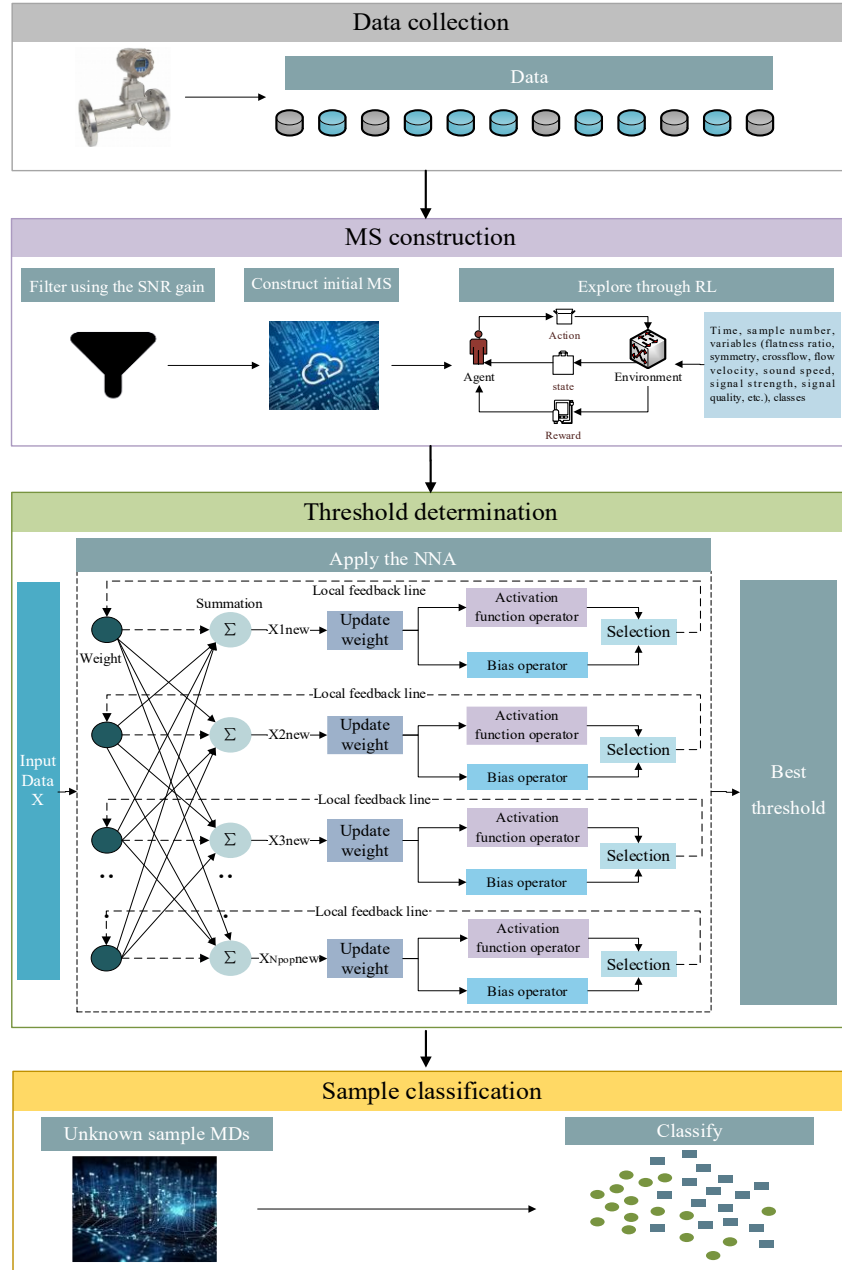 Data collection
Data
MS construction
Filter using the SNR gain
Construct initial MS
Explore through RL
Action
Agent
state
Environment
Reward
Time, sample number,
variables (flatness ratio,
symmetry, crossflow, flow
velocity, sound speed,
signal strength, signal
quality, etc.), classes
Threshold determination
Apply the NNA
Input
Data
X
Weight
Summation
Local feedback line
Σ
X1new
Update
weight
Activation
function operator
Bias operator
Selection
Local feedback line
Σ
X2new
Update
weight
Activation
function operator
Bias operator
Selection
Local feedback line
Σ
X3new
Update
weight
Activation
function operator
Bias operator
Selection
Local feedback line
Σ
XNpopnew
Update
weight
Activation
function operator
Bias operator
Selection
Best
threshold
Sample classification
Unknown sample MDs
Classify